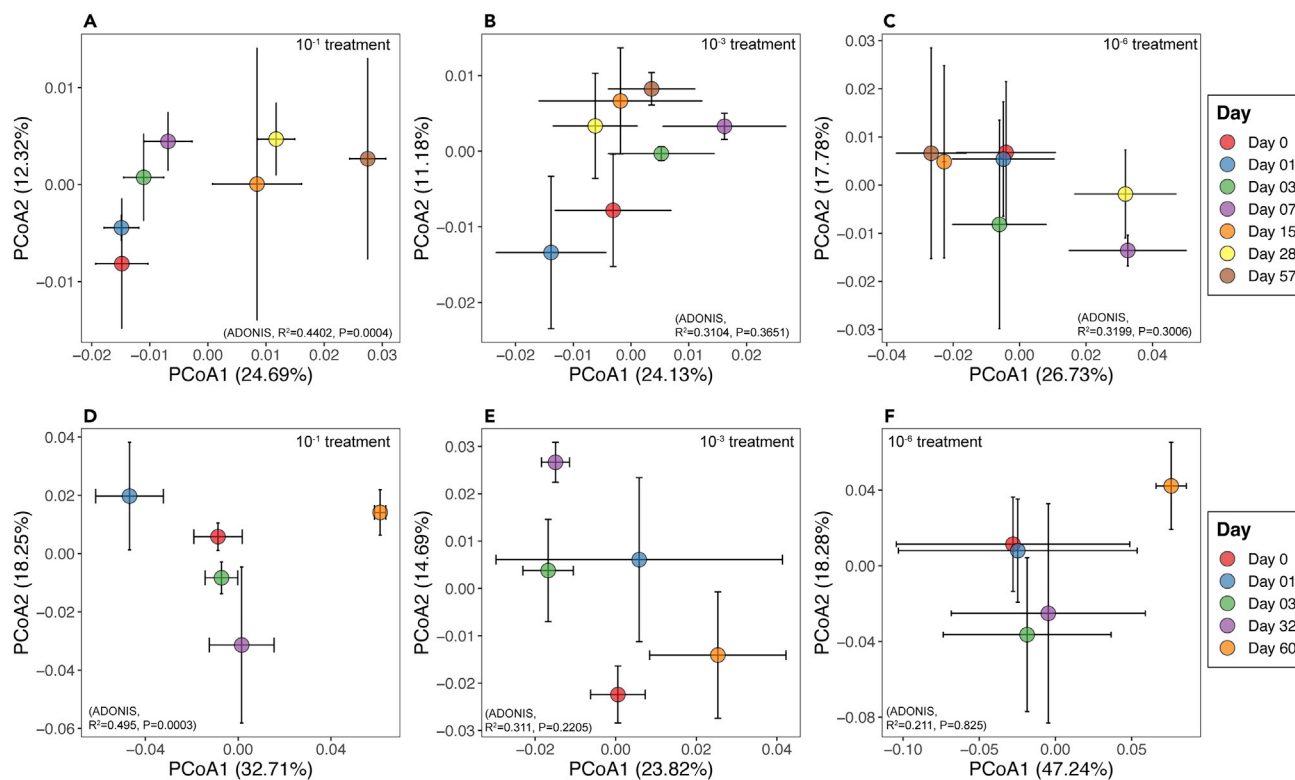 A
10⁻¹ treatment
PCoA2 (12.32%)
0.01
0.00
−0.01
(ADONIS, R²=0.4402, P=0.0004)
−0.02
−0.01
0.00
0.01
0.02
0.03
PCoA1 (24.69%)
B
10⁻³ treatment
PCoA2 (11.18%)
0.01
0.00
−0.01
−0.02
(ADONIS,
R²=0.3104, P=0.3651)
−0.02
−0.01
0.00
0.01
0.02
PCoA1 (24.13%)
C
10⁻⁶ treatment
PCoA2 (17.78%)
0.03
0.02
0.01
0.00
−0.01
−0.02
−0.03
(ADONIS,
R²=0.3199, P=0.3006)
−0.04
−0.02
0.00
0.02
0.04
PCoA1 (26.73%)
Day
Day 0
Day 01
Day 03
Day 07
Day 15
Day 28
Day 57
D
10⁻¹ treatment
PCoA2 (18.25%)
0.04
0.02
0.00
−0.02
−0.04
−0.06
(ADONIS,
R²=0.495, P=0.0003)
−0.04
0.00
0.04
PCoA1 (32.71%)
E
10⁻³ treatment
PCoA2 (14.69%)
0.03
0.02
0.01
0.00
−0.01
−0.02
−0.03
(ADONIS,
R²=0.311, P=0.2205)
−0.02
0.00
0.02
0.04
PCoA1 (23.82%)
F
10⁻⁶ treatment
PCoA2 (18.28%)
0.04
0.00
−0.04
−0.08
(ADONIS,
R²=0.211, P=0.825)
−0.10
−0.05
0.00
0.05
PCoA1 (47.24%)
Day
Day 0
Day 01
Day 03
Day 32
Day 60